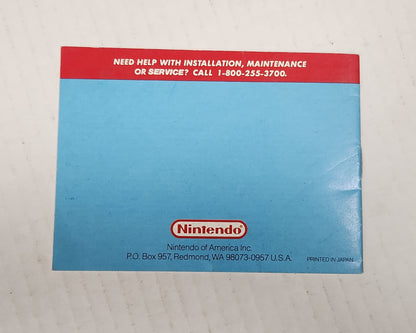 NEED HELP WITH INSTALLATION, MAINTENANCE
OR SERVICE? CALL 1-800-255-3700.
Nintendo
Nintendo of America Inc.
P.O. Box 957, Redmond, WA 98073-0957 U.S.A.
PRINTED IN JAPAN